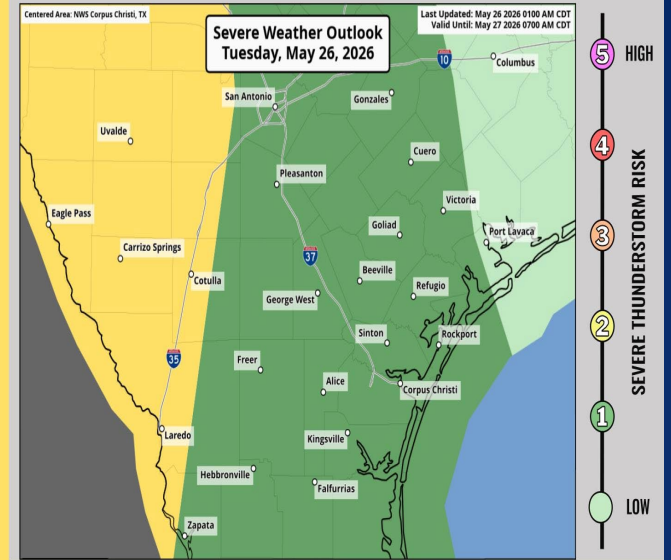 Centered Area: NWS Corpus Christi, TX
Severe Weather Outlook
Tuesday, May 26, 2026
Last Updated: May 26 2026 0100 AM CDT
Valid Until: May 27 2026 0700 AM CDT
10
Columbus
San Antonio
Gonzales
Uvalde
Cuero
Pleasanton
Victoria
Eagle Pass
Goliad
Port Lavaca
Carrizo Springs
37
Cotulla
Beeville
Refugio
George West
Sinton
Rockport
35
Freer
Alice
Corpus Christi
Laredo
Kingsville
Hebbronville
Falfurrias
Zapata
5 HIGH
4
3
2
1
LOW
SEVERE THUNDERSTORM RISK